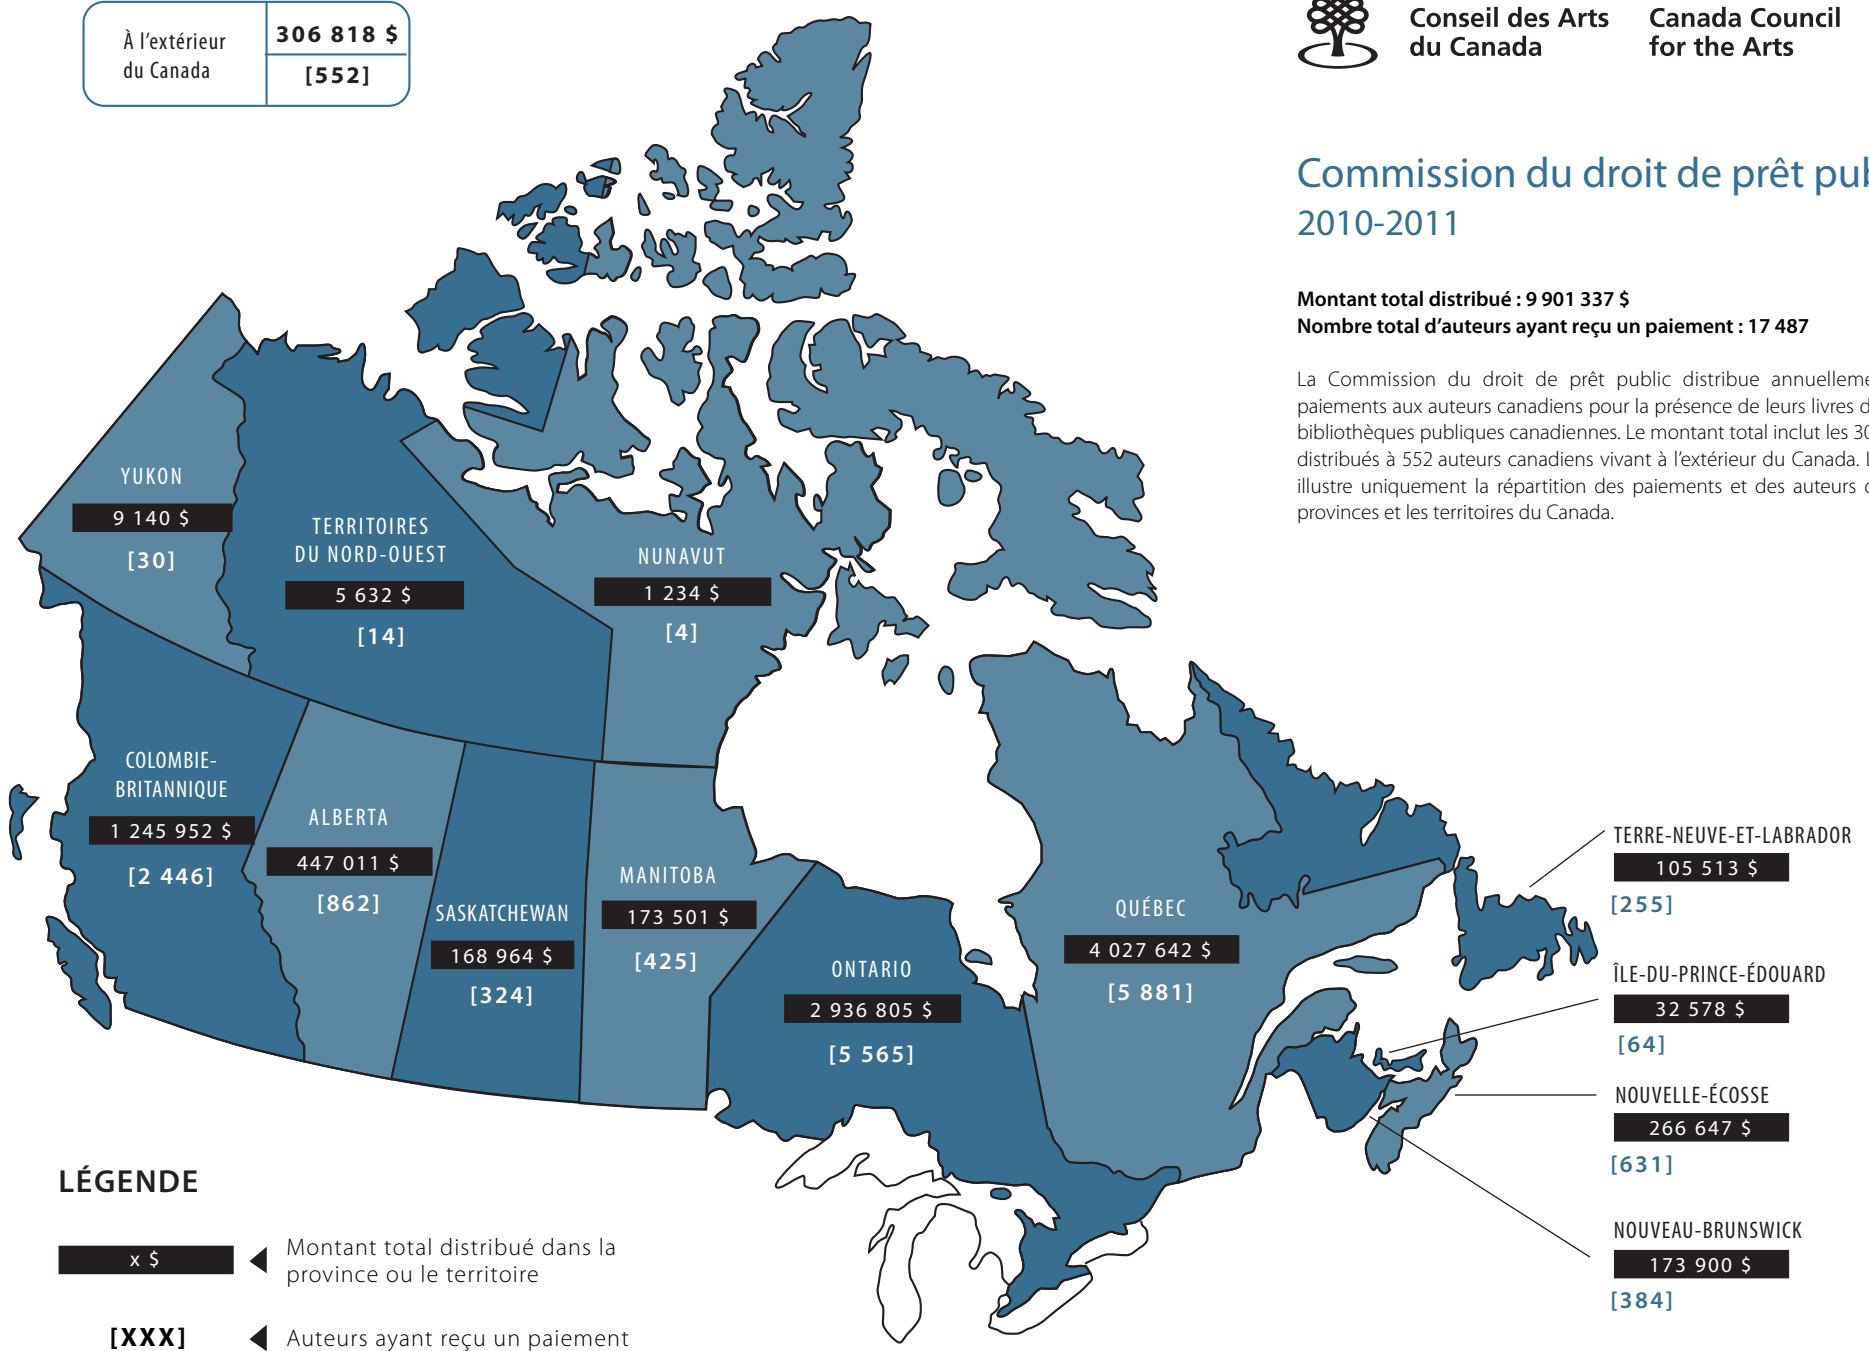 À l'extérieur
du Canada
306 818 $
[552]
Conseil des Arts
du Canada
Canada Council
for the Arts
Commission du droit de prêt
2010-2011
Montant total distribué : 9 901 337 $
Nombre total d'auteurs ayant reçu un paiement : 17 487
La Commission du droit de prêt public distribue
paiements aux auteurs canadiens pour la présence de leurs livres
bibliothèques publiques canadiennes. Le montant total inclut les
distribués à 552 auteurs canadiens vivant à l'extérieur du Canada.
illustre uniquement la répartition des paiements et des auteurs
provinces et les territoires du Canada.
YUKON
9 140 $
[30]
TERRITOIRES
DU NORD-OUEST
5 632 $
[14]
NUNAVUT
1 234 $
[4]
COLOMBIE-
BRITANNIQUE
1 245 952 $
[2 446]
ALBERTA
447 011 $
[862]
SASKATCHEWAN
168 964 $
[324]
MANITOBA
173 501 $
[425]
ONTARIO
2 936 805 $
[5 565]
QUÉBEC
4 027 642 $
[5 881]
TERRE-NEUVE-ET-LABRADOR
105 513 $
[255]
ÎLE-DU-PRINCE-ÉDOUARD
32 578 $
[64]
NOUVELLE-ÉCOSSE
266 647 $
[631]
NOUVEAU-BRUNSWICK
173 900 $
[384]
LÉGENDE
x $
Montant total distribué dans la
province ou le territoire
[XXX]
Auteurs ayant reçu un paiement